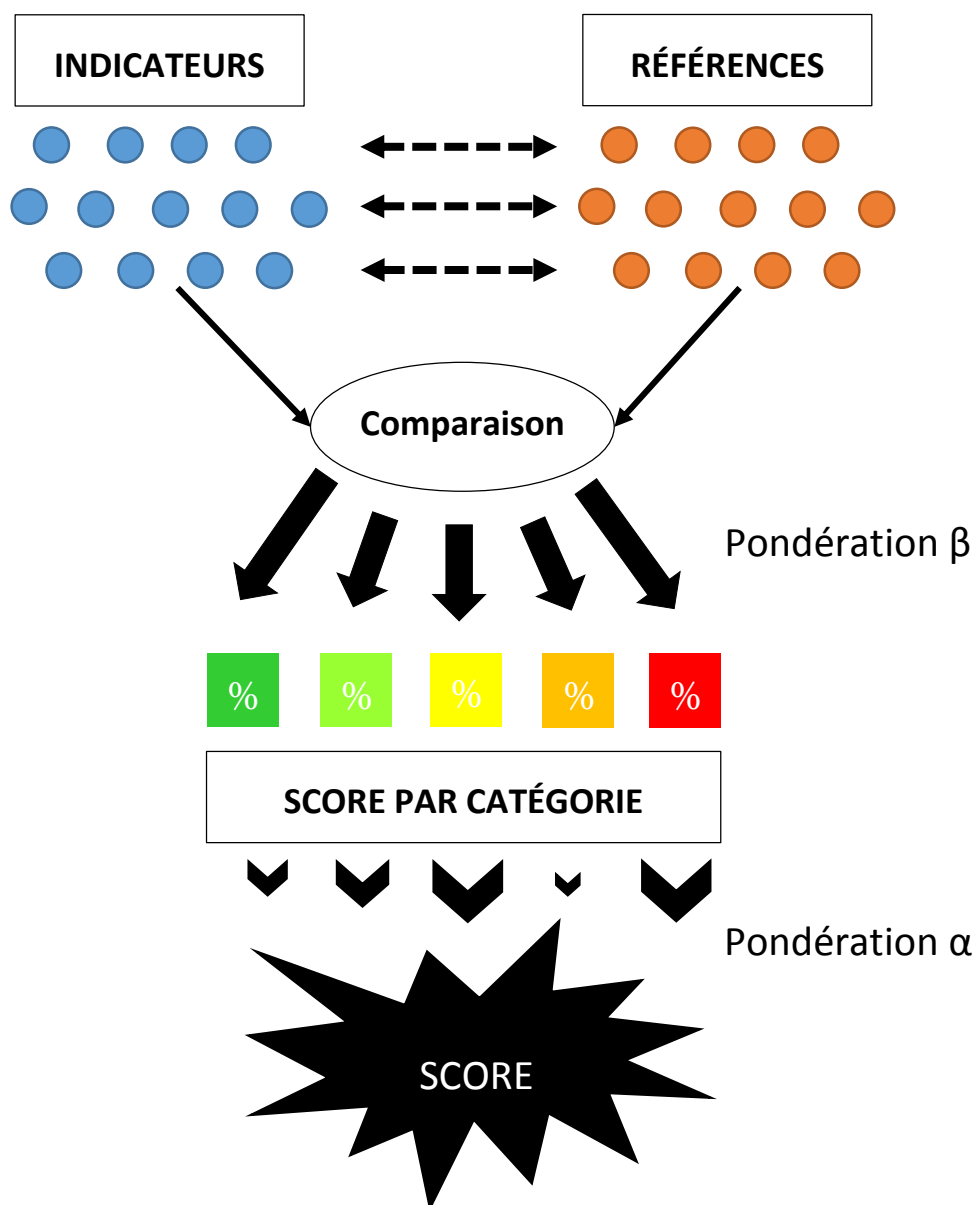 INDICATEURS
RÉFÉRENCES
Comparaison
Pondération β
% % % % %
SCORE PAR CATÉGORIE
Pondération α
SCORE